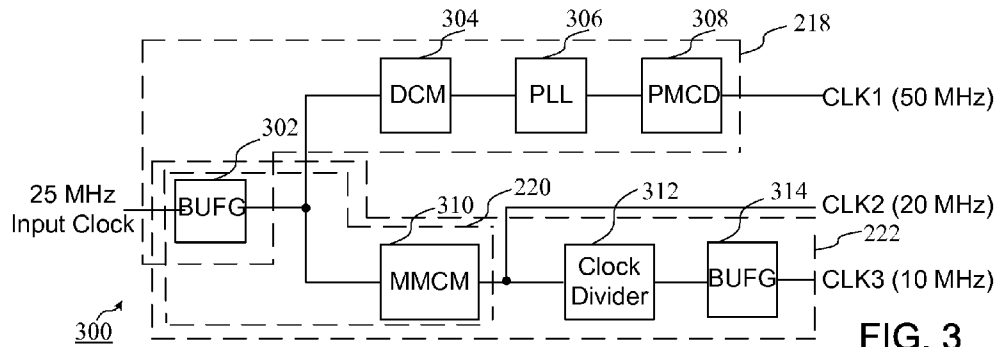 304
306
308
218
DCM
PLL
PMCD
CLK1 (50 MHz)
302
25 MHz
Input Clock
BUFG
220
310
312
314
CLK2 (20 MHz)
222
MMCM
Clock
Divider
BUFG
CLK3 (10 MHz)
300
FIG. 3